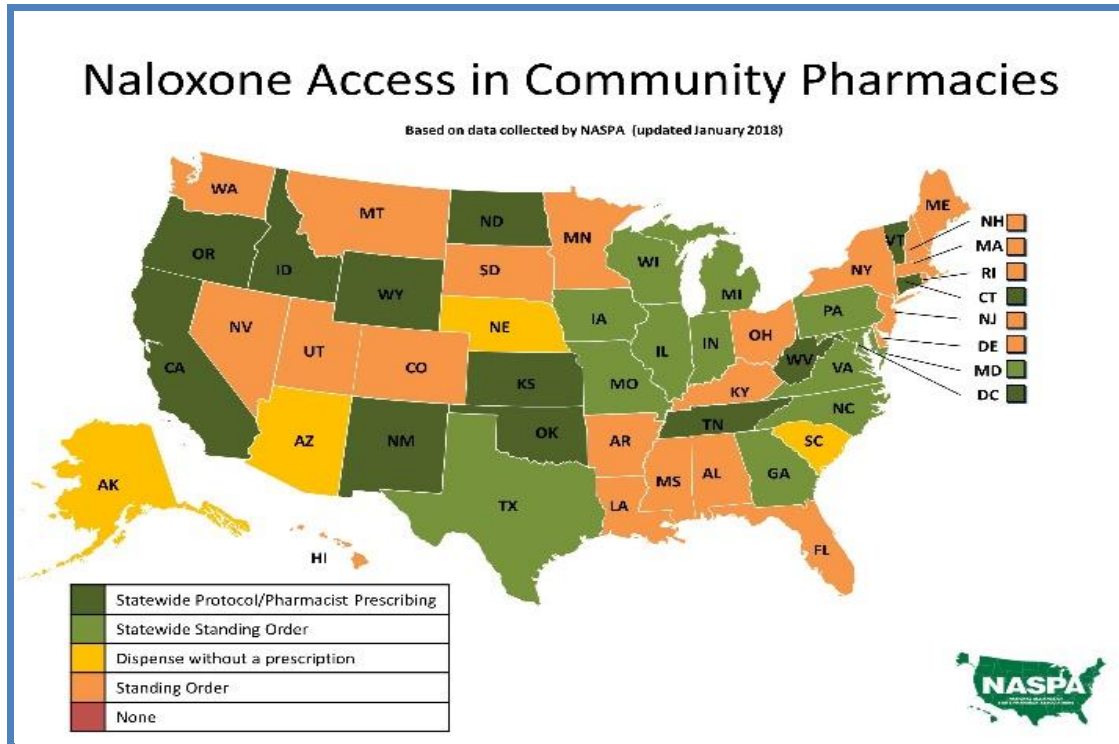 Naloxone Access in Community Pharmacies
Based on data collected by NASPA (updated January 2018)
WA
MT
ND
MN
ME
OR
ID
SD
WI
VT
NY
NH
MA
RI
CT
NJ
DE
MD
DC
WY
MI
NV
NE
IA
PA
UT
CO
IL
IN
OH
WV
VA
CA
KS
MO
KY
NC
AZ
NM
OK
TN
AR
SC
AK
TX
MS
AL
GA
LA
HI
FL
Statewide Protocol/Pharmacist Prescribing
Statewide Standing Order
Dispense without a prescription
Standing Order
None
NASPA